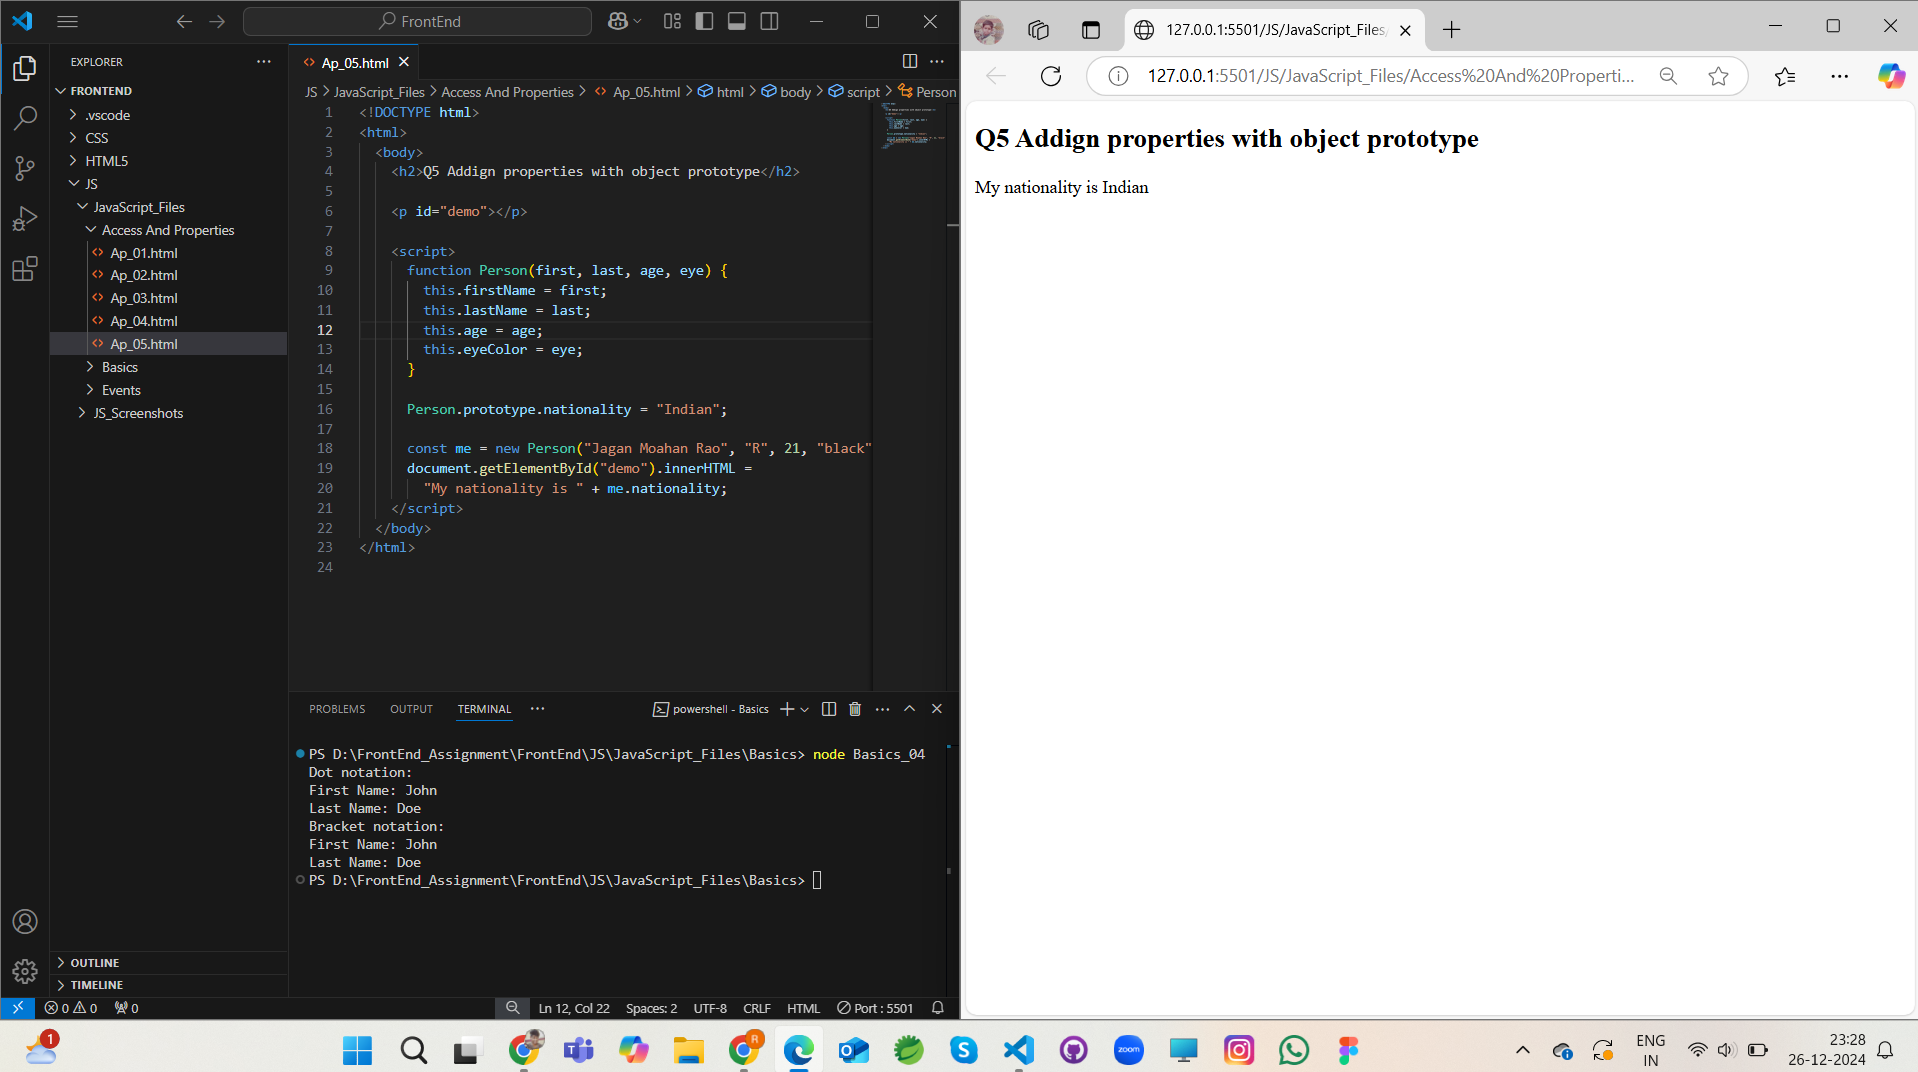 FrontEnd
EXPLORER
FRONTEND
.vscode
CSS
HTML5
JS
JavaScript_Files
Access And Properties
Ap_01.html
Ap_02.html
Ap_03.html
Ap_04.html
Ap_05.html
Basics
Events
JS_Screenshots
OUTLINE
TIMELINE
Ap_05.html
JS > JavaScript_Files > Access And Properties > Ap_05.html > html > body > script > Person
1 <!DOCTYPE html>
2 <html>
3 <body>
4 <h2>Q5 Addign properties with object prototype</h2>
5
6 <p id="demo"></p>
7
8 <script>
9 function Person(first, last, age, eye) {
10 this.firstName = first;
11 this.lastName = last;
12 this.age = age;
13 this.eyeColor = eye;
14 }
15
16 Person.prototype.nationality = "Indian";
17
18 const me = new Person("Jagan Moahan Rao", "R", 21, "black"
19 document.getElementById("demo").innerHTML =
20 "My nationality is " + me.nationality;
21 </script>
22 </body>
23 </html>
24
PROBLEMS OUTPUT TERMINAL powershell - Basics
PS D:\FrontEnd_Assignment\FrontEnd\JS\JavaScript_Files\Basics> node Basics_04
Dot notation:
First Name: John
Last Name: Doe
Bracket notation:
First Name: John
Last Name: Doe
PS D:\FrontEnd_Assignment\FrontEnd\JS\JavaScript_Files\Basics>
0 0 0 Ln 12, Col 22 Spaces: 2 UTF-8 CRLF HTML Port : 5501
127.0.0.1:5501/JS/JavaScript_Files/
127.0.0.1:5501/JS/JavaScript_Files/Access%20And%20Properti...
Q5 Addign properties with object prototype
My nationality is Indian
1
R
zoom
ENG
IN
23:28
26-12-2024